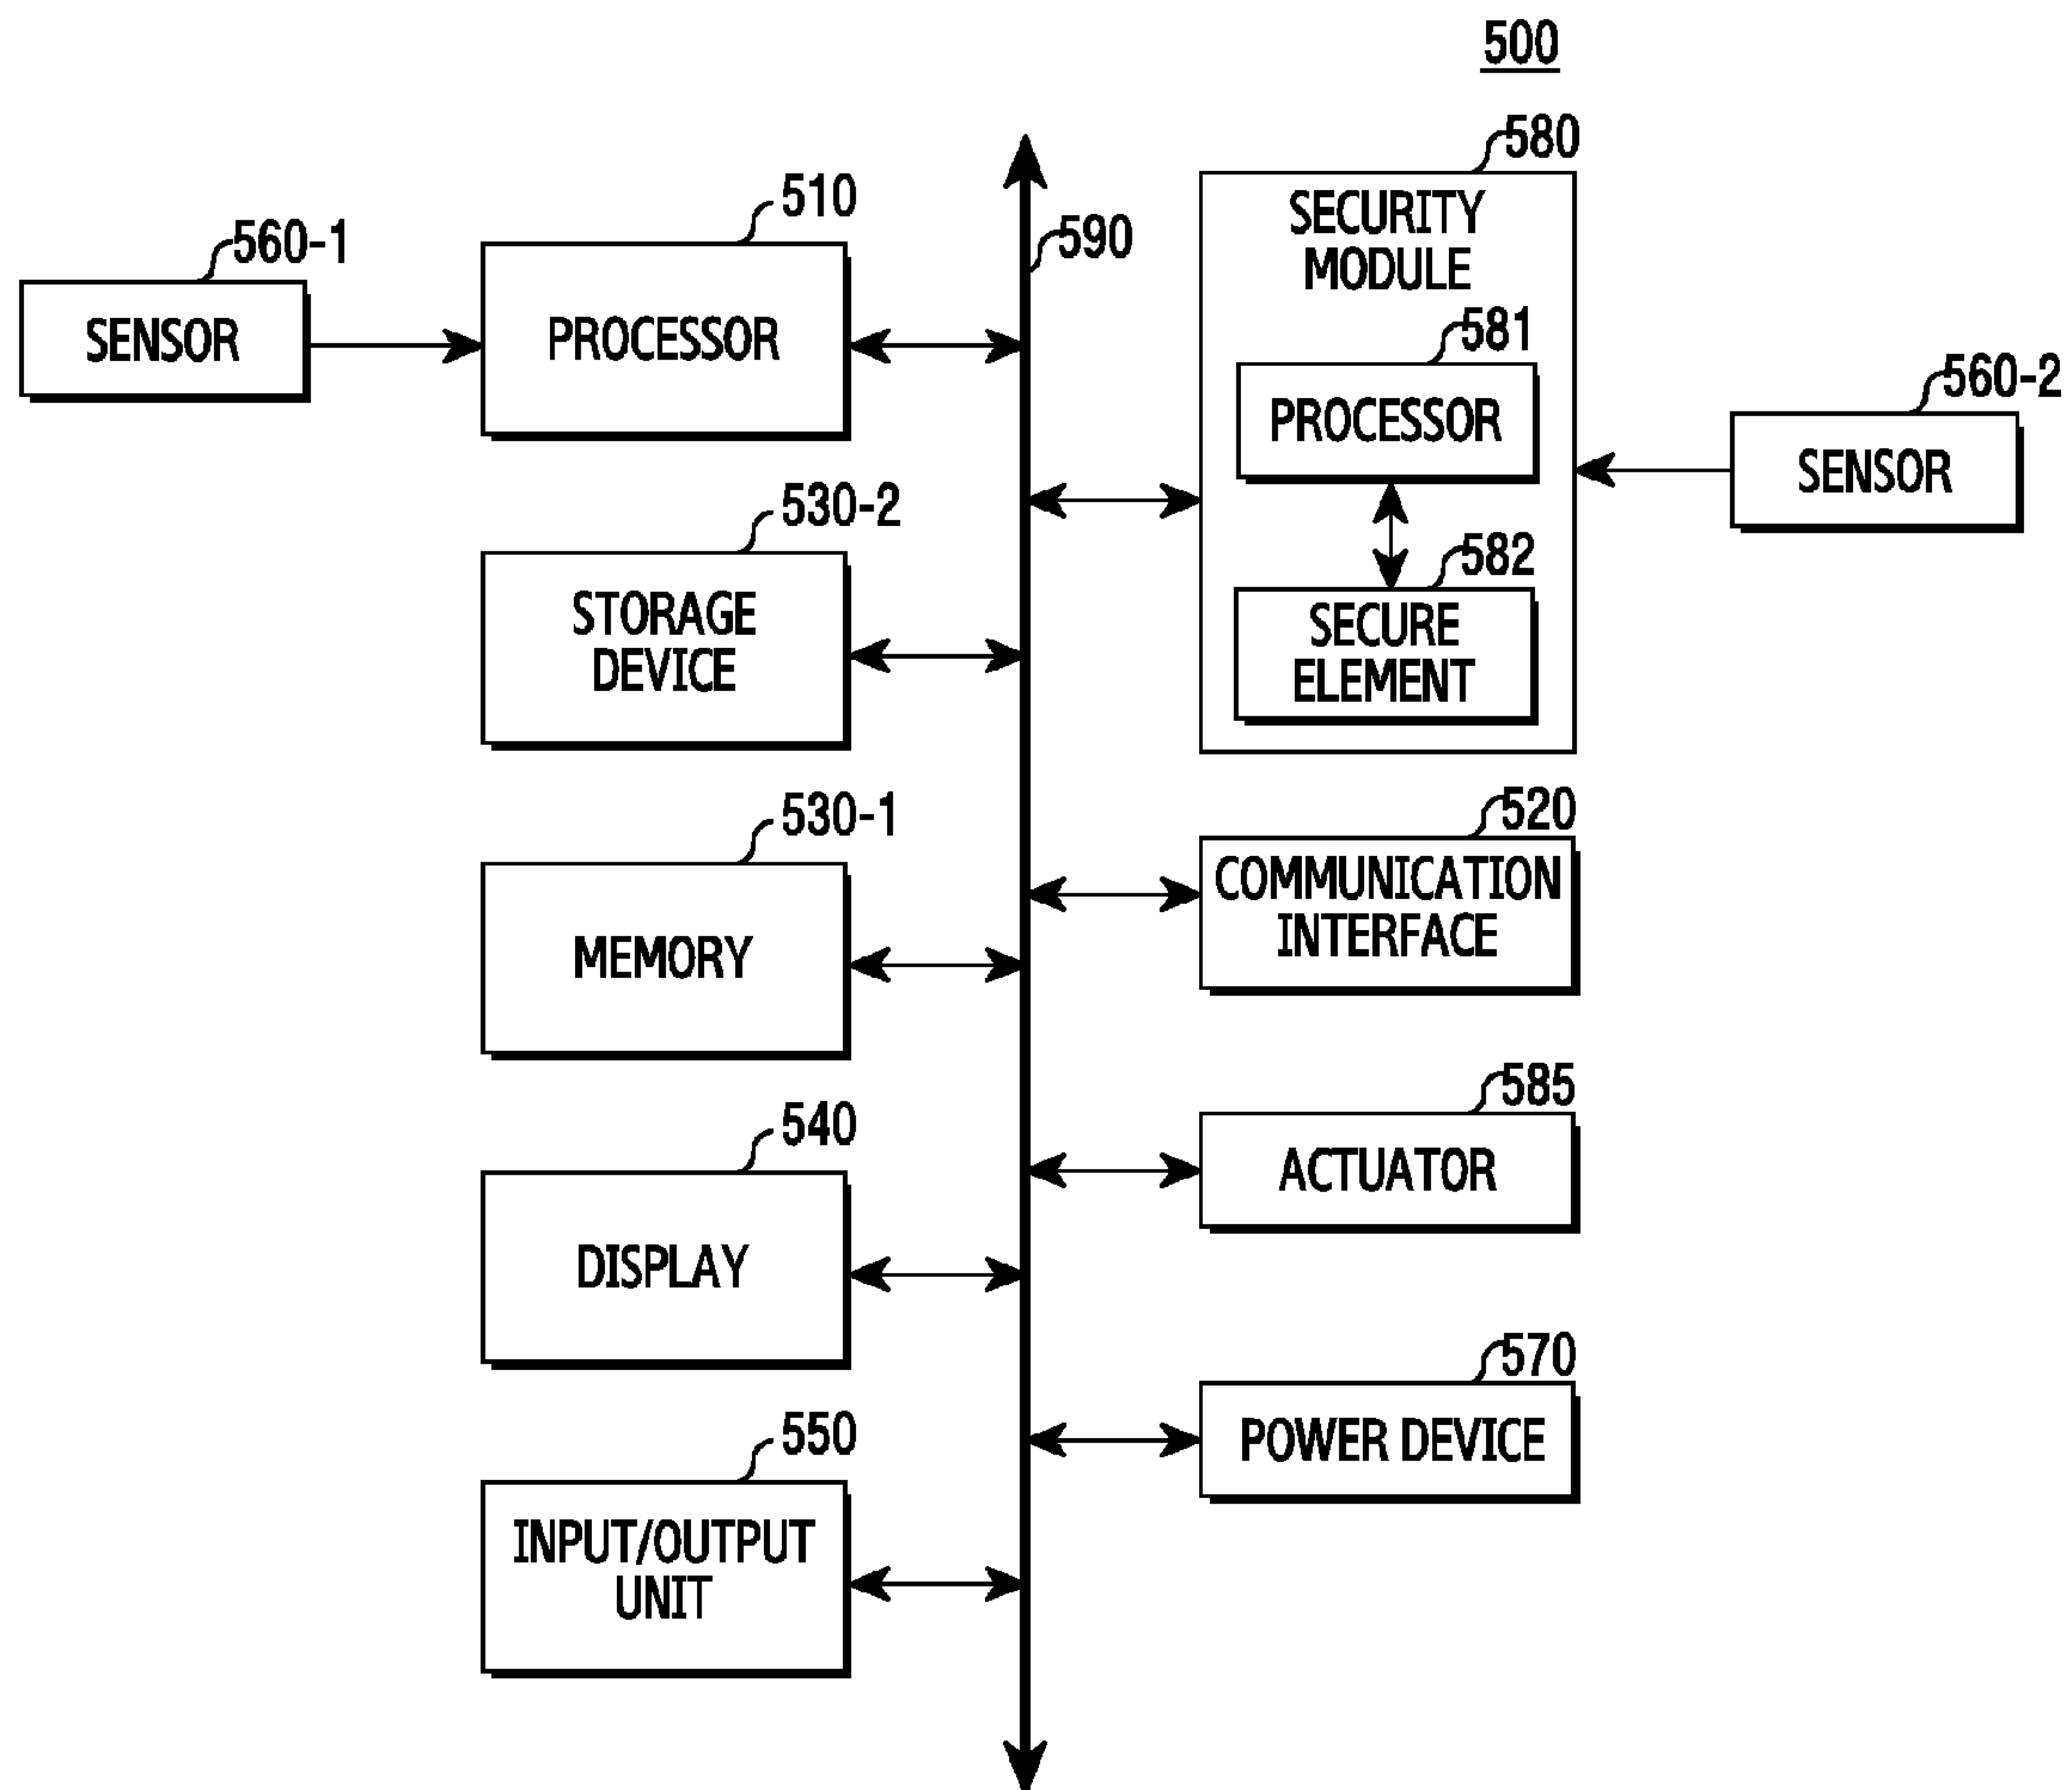 500
580
SECURITY
MODULE
581
PROCESSOR
582
SECURE
ELEMENT
560-1
SENSOR
510
PROCESSOR
590
560-2
SENSOR
530-2
STORAGE
DEVICE
530-1
MEMORY
520
COMMUNICATION
INTERFACE
540
DISPLAY
585
ACTUATOR
550
INPUT/OUTPUT
UNIT
570
POWER DEVICE